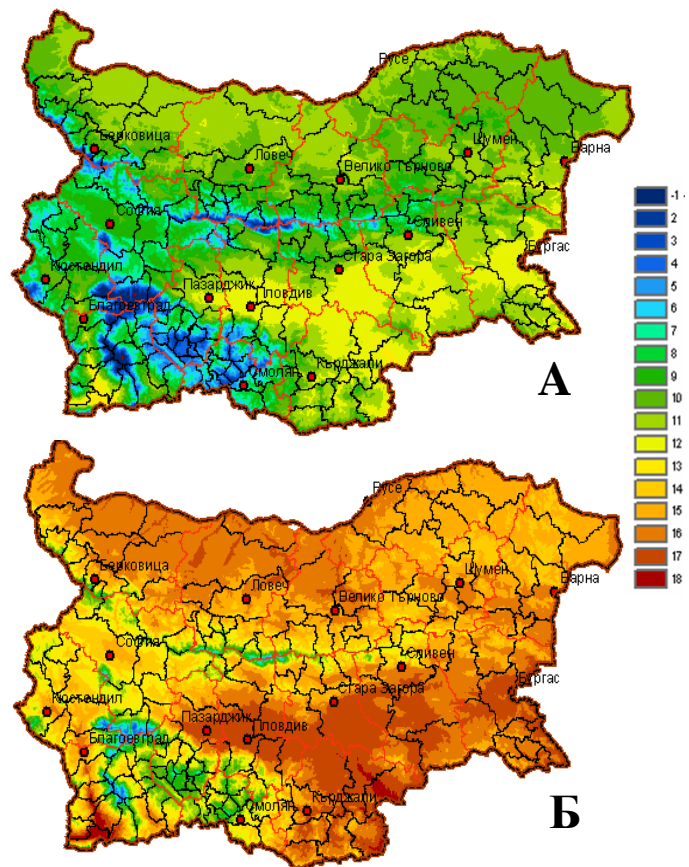 Русе
Берковица
Шумен
Варна
Ловеч
Велико Търново
София
Сливен
Бургас
Стара Загора
Кюстендил
Пазарджик
Пловдив
Благоевград
Смолян
Кърджали
А
-1 -
2
3
4
5
6
7
8
9
10
11
12
13
14
15
16
17
18
Русе
Берковица
Шумен
Варна
Ловеч
Велико Търново
София
Сливен
Бургас
Стара Загора
Кюстендил
Пазарджик
Пловдив
Благоевград
Смолян
Кърджали
Б